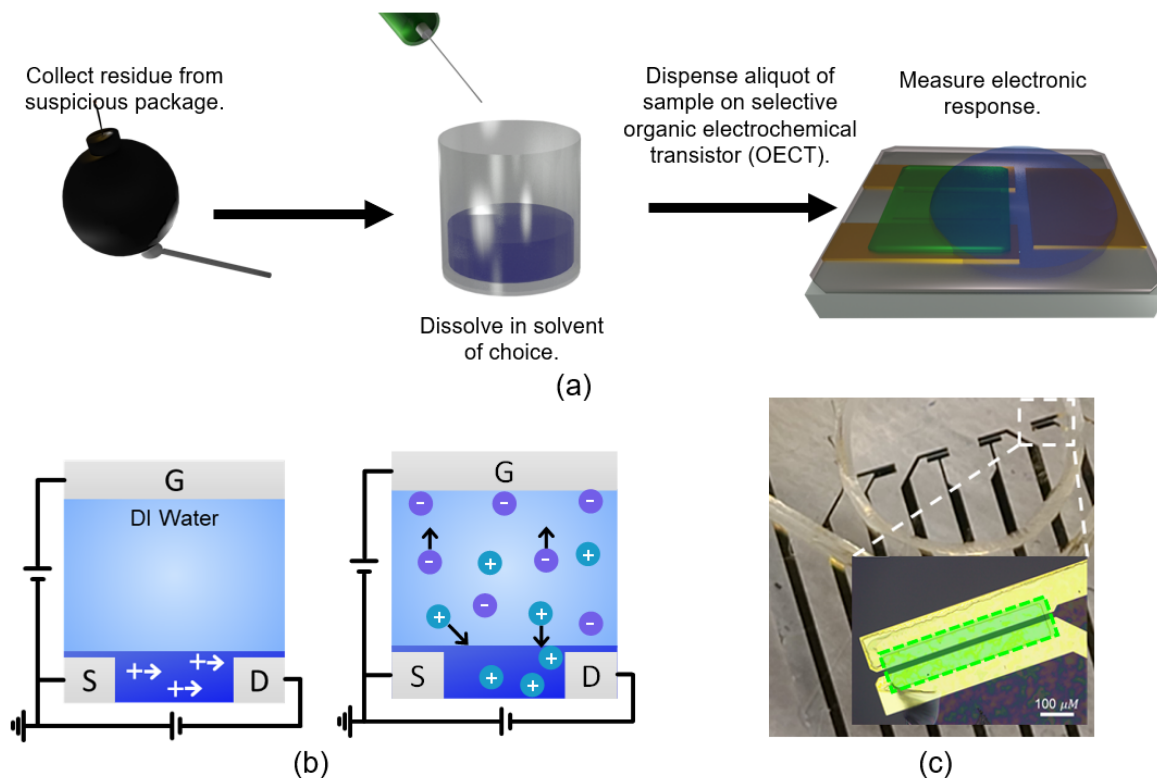 (a)
Collect residue from
suspicious package.
Dissolve in solvent
of choice.
Dispense aliquot of
sample on selective
organic electrochemical
transistor (OECT).
Measure electronic
response.
G
DI Water
S
+
+
+
D
G
-
-
-
-
-
+
+
+
-
-
S
+
+
+
D
(b)
100 μM
(c)